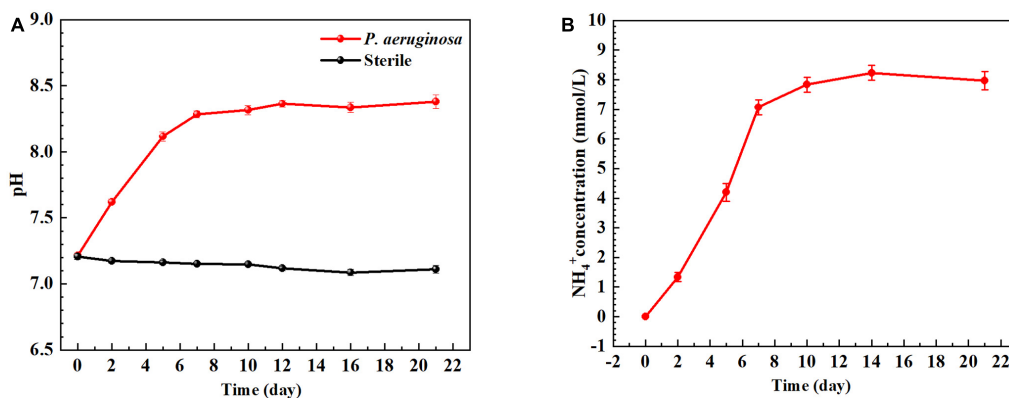 A
9.0
8.5
8.0
7.5
7.0
6.5
pH
P. aeruginosa
Sterile
0 2 4 6 8 10 12 14 16 18 20 22
Time (day)
B
10
9
8
7
6
5
4
3
2
1
0
-1
NH₄⁺concentration (mmol/L)
-2 0 2 4 6 8 10 12 14 16 18 20 22
Time (day)